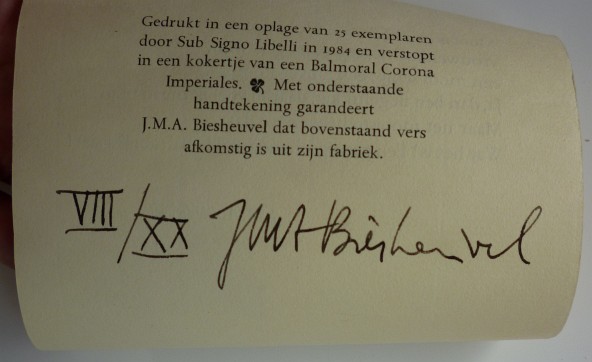 Gedrukt in een oplage van 25 exemplaren
door Sub Signo Libelli in 1984 en verstopt
in een kokertje van een Balmoral Corona
Imperiales. Met onderstaande
handtekening garandeert
J.M.A. Biesheuvel dat bovenstaand vers
afkomstig is uit zijn fabriek.
VIII/XX JMA Biesheuvel